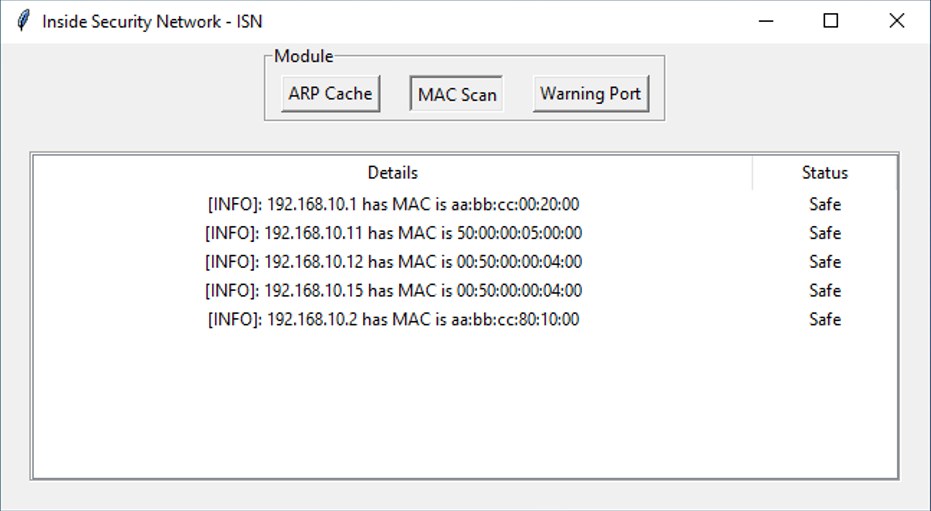 Inside Security Network - ISN
Module
ARP Cache MAC Scan Warning Port
Details Status
[INFO]: 192.168.10.1 has MAC is aa:bb:cc:00:20:00 Safe
[INFO]: 192.168.10.11 has MAC is 50:00:00:05:00:00 Safe
[INFO]: 192.168.10.12 has MAC is 00:50:00:00:04:00 Safe
[INFO]: 192.168.10.15 has MAC is 00:50:00:00:04:00 Safe
[INFO]: 192.168.10.2 has MAC is aa:bb:cc:80:10:00 Safe